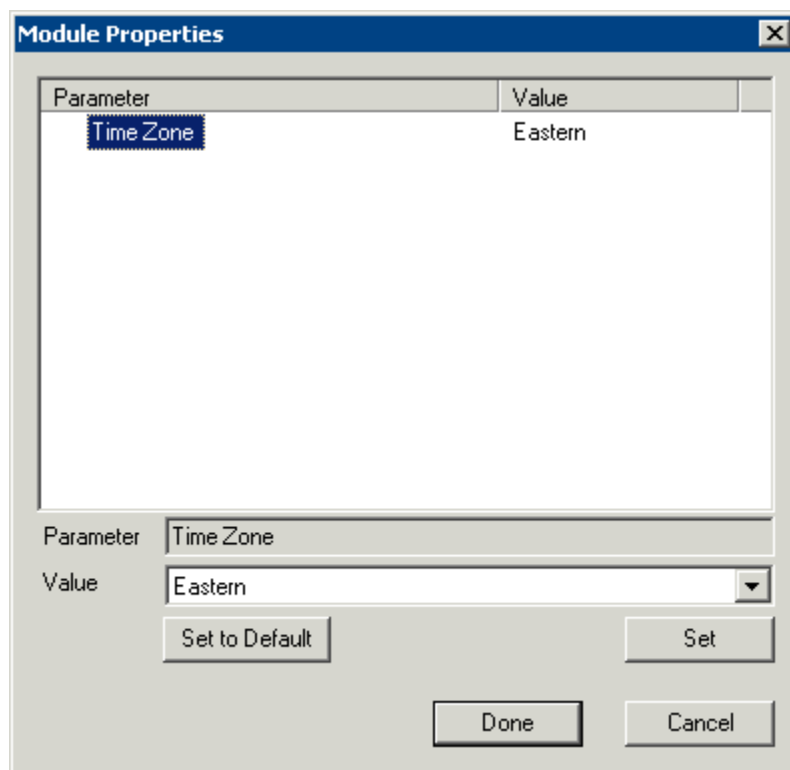 Module Properties
Parameter Value
Time Zone Eastern
Parameter Time Zone
Value Eastern
Set to Default Set
Done Cancel